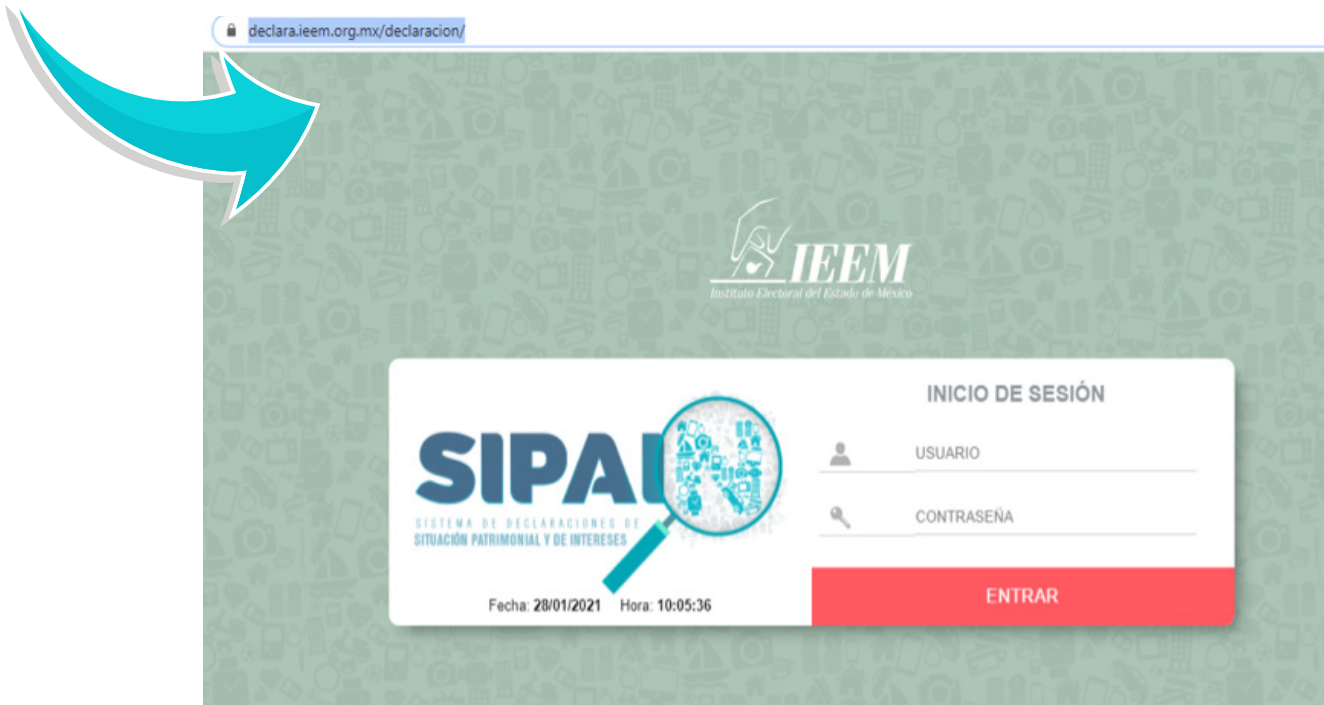 declara.ieem.org.mx/declaracion/
IEEM
Instituto Electoral del Estado de México
SIPAIN
SISTEMA DE DECLARACIONES DE
SITUACIÓN PATRIMONIAL Y DE INTERESES
Fecha: 28/01/2021 Hora: 10:05:36
INICIO DE SESIÓN
USUARIO
CONTRASEÑA
ENTRAR